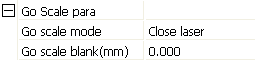 Go Scale para
Go scale mode Close laser
Go scale blank(mm) 0.000